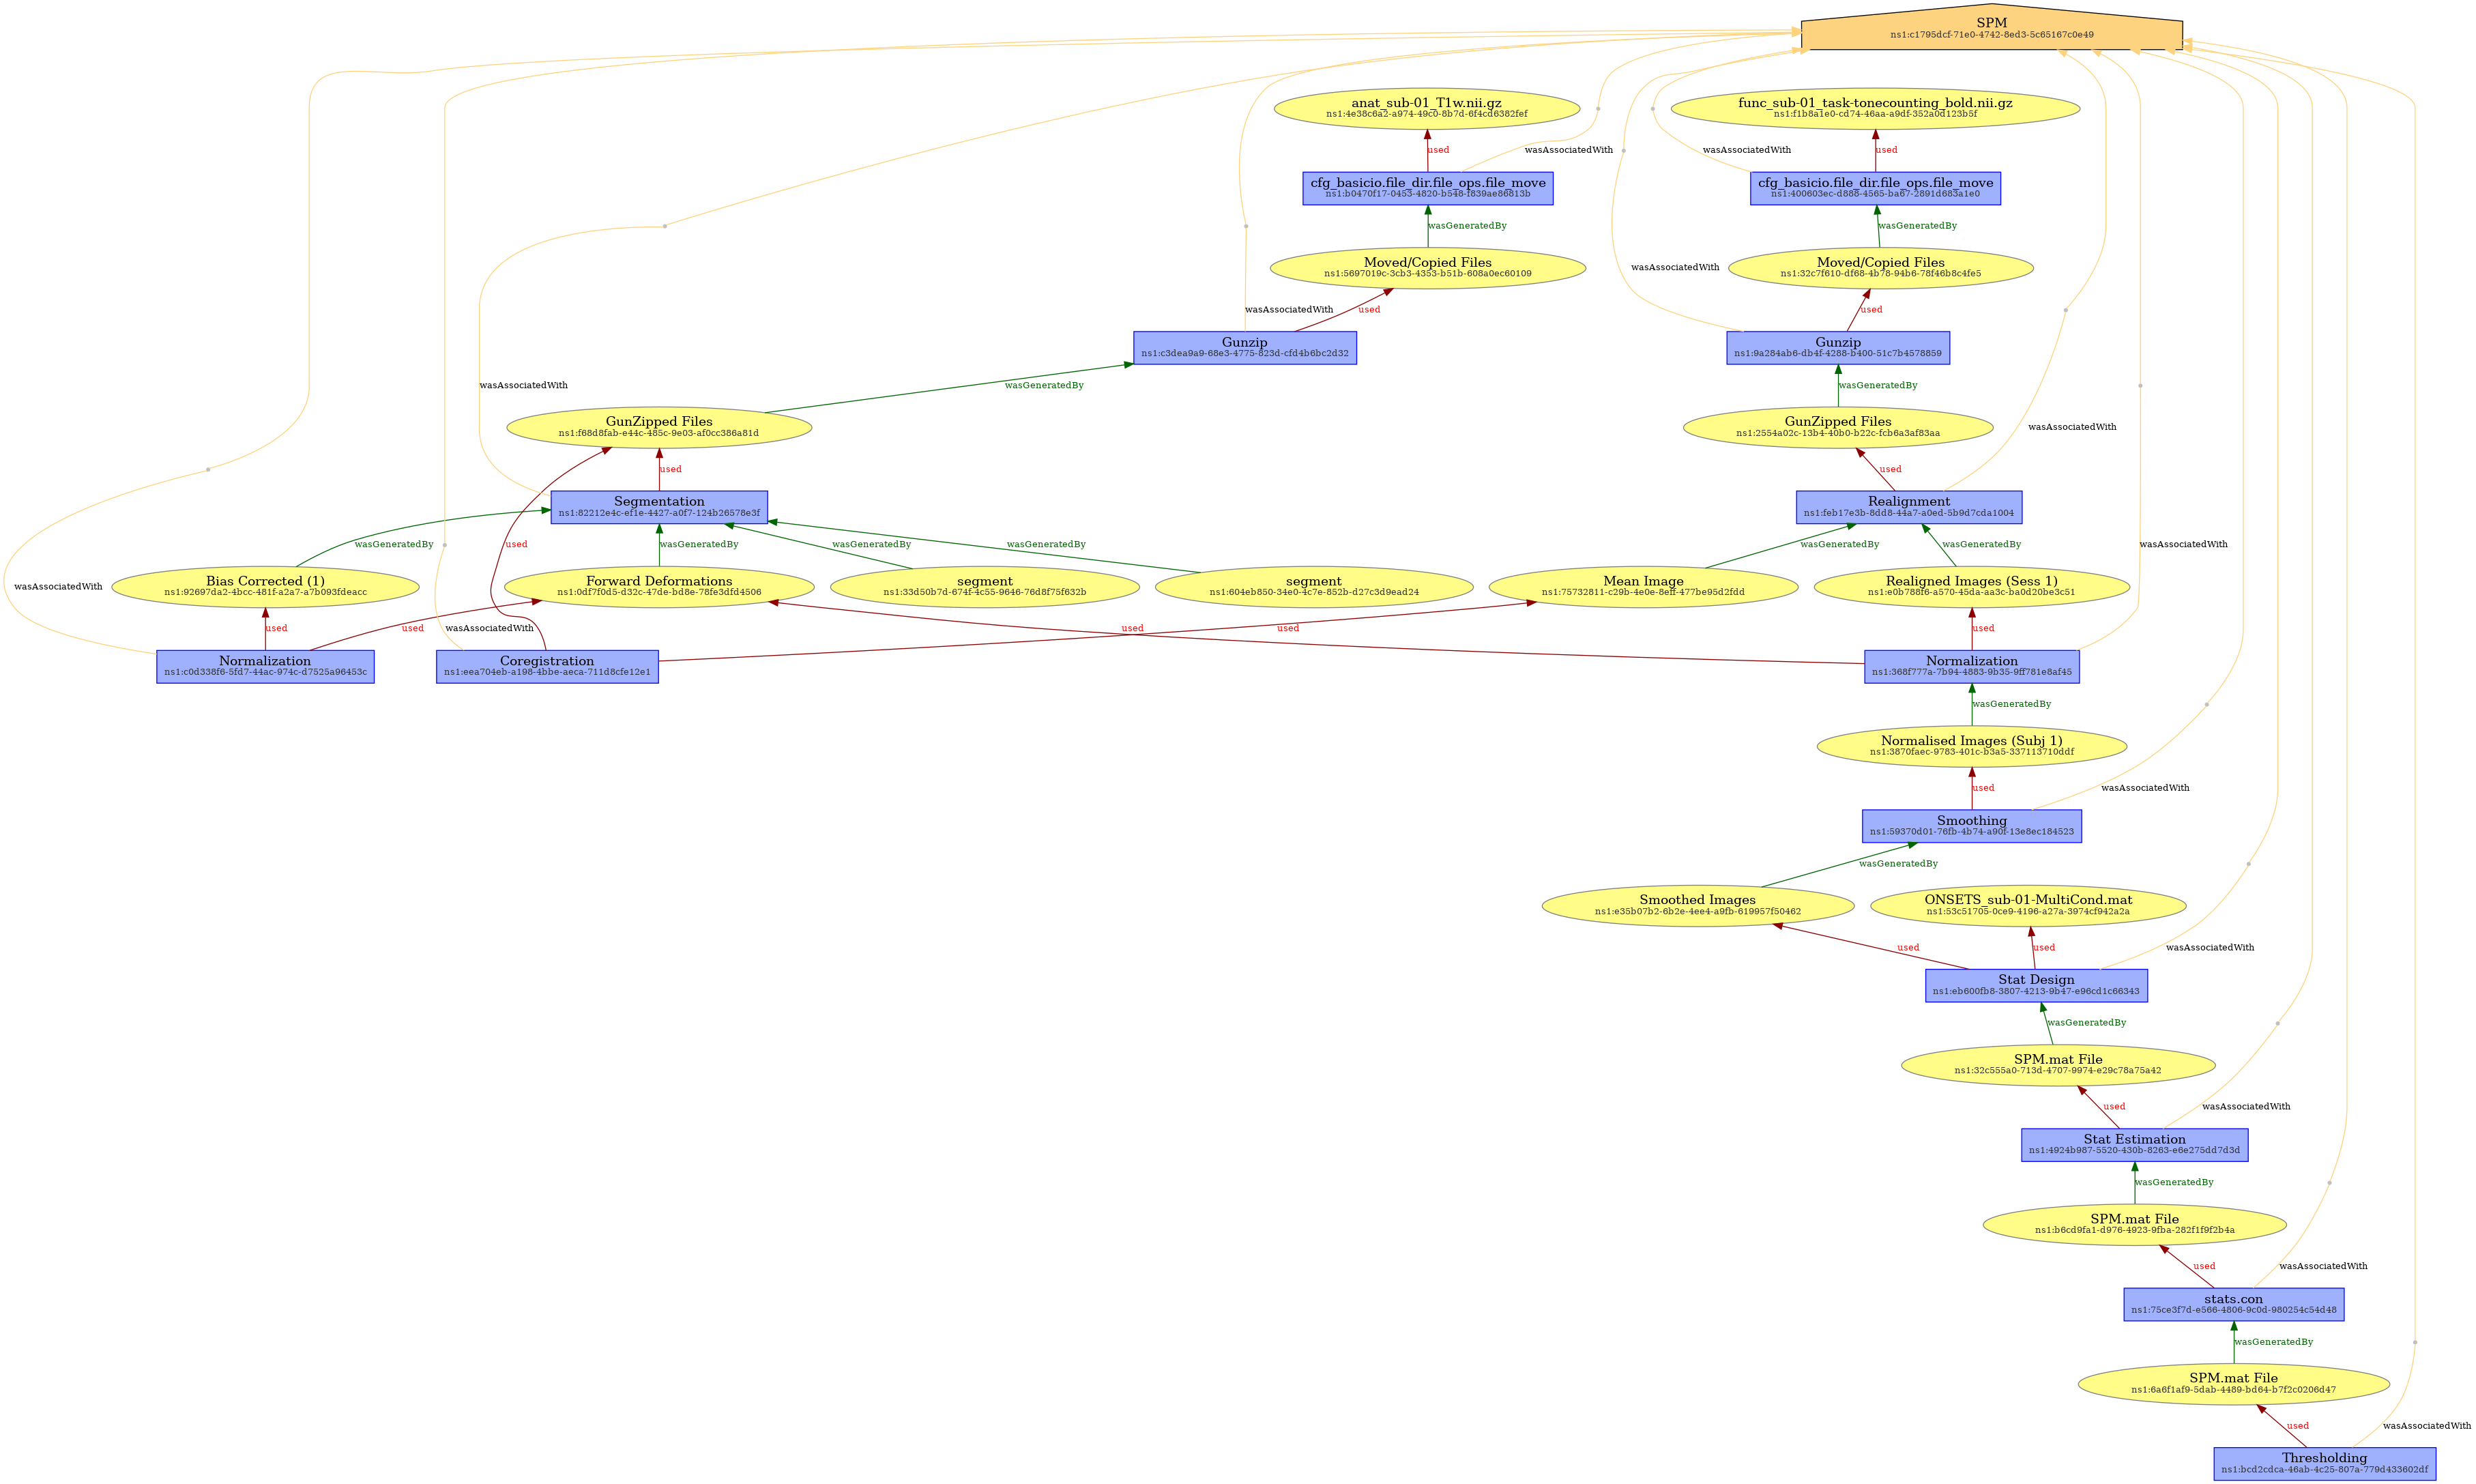 SPM
ns1:c1795dcf-71e0-4742-8ed3-5c65167c0e49
anat_sub-01_T1w.nii.gz
ns1:4e38c6a2-a974-49c0-8b7d-6f4cd6382fef
func_sub-01_task-tonecounting_bold.nii.gz
ns1:f1b8a1e0-cd74-46aa-a9df-352a0d123b5f
used
wasAssociatedWith
wasAssociatedWith
used
cfg_basicio.file_dir.file_ops.file_move
ns1:b0470f17-0453-4820-b548-f839ae86813b
cfg_basicio.file_dir.file_ops.file_move
ns1:400603ec-d886-4565-ba67-2891d683a1e0
wasGeneratedBy
wasGeneratedBy
Moved/Copied Files
ns1:5697019c-3cb3-4353-b51b-608a0ec60109
wasAssociatedWith
Moved/Copied Files
ns1:32c7f610-df68-4b78-94b6-78f46b8c4fe5
wasAssociatedWith
used
used
Gunzip
ns1:c3dea9a9-68e3-4775-823d-cfd4b6bc2d32
Gunzip
ns1:9a284ab6-db4f-4288-b400-51c7b4578859
wasAssociatedWith
wasGeneratedBy
wasGeneratedBy
GunZipped Files
ns1:f68d8fab-e44c-485c-9e03-af0cc386a81d
GunZipped Files
ns1:2554a02c-13b4-40b0-b22c-fcb6a3af83aa
wasAssociatedWith
used
used
Segmentation
ns1:82212e4c-ef1e-4427-a0f7-124b26578e3f
Realignment
ns1:feb17e3b-8dd8-44a7-a0ed-5b9d7cda1004
wasGeneratedBy
used
wasGeneratedBy
wasGeneratedBy
wasGeneratedBy
wasGeneratedBy
wasGeneratedBy
wasAssociatedWith
wasAssociatedWith
Bias Corrected (1)
ns1:92697da2-4bcc-481f-a2a7-a7b093fdeacc
Forward Deformations
ns1:0df7f0d5-d32c-47de-bd8e-78fe3dfd4506
segment
ns1:33d50b7d-674f-4c55-9646-76d8f75f632b
segment
ns1:604eb850-34e0-4c7e-852b-d27c3d9ead24
Mean Image
ns1:75732811-c29b-4e0e-8eff-477be95d2fdd
Realigned Images (Sess 1)
ns1:e0b788f6-a570-45da-aa3c-ba0d20be3c51
used
used
wasAssociatedWith
used
used
used
Normalization
ns1:c0d338f6-5fd7-44ac-974c-d7525a96453c
Coregistration
ns1:eea704eb-a198-4bbe-aeca-711d8cfe12e1
Normalization
ns1:368f777a-7b94-4883-9b35-9ff781e8af45
wasGeneratedBy
Normalised Images (Subj 1)
ns1:3870faec-9783-401c-b3a5-337113710ddf
used
wasAssociatedWith
Smoothing
ns1:59370d01-76fb-4b74-a90f-13e8ec184523
wasGeneratedBy
Smoothed Images
ns1:e35b07b2-6b2e-4ee4-a9fb-619957f50462
ONSETS_sub-01-MultiCond.mat
ns1:53c51705-0ce9-4196-a27a-3974cf942a2a
used
used
wasAssociatedWith
Stat Design
ns1:eb600fb8-3807-4213-9b47-e96cd1c66343
wasGeneratedBy
SPM.mat File
ns1:32c555a0-713d-4707-9974-e29c78a75a42
used
wasAssociatedWith
Stat Estimation
ns1:4924b987-5520-430b-8263-e6e275dd7d3d
wasGeneratedBy
SPM.mat File
ns1:b6cd9fa1-d976-4923-9fba-282f1f9f2b4a
used
wasAssociatedWith
stats.con
ns1:75ce3f7d-e566-4806-9c0d-980254c54d48
wasGeneratedBy
SPM.mat File
ns1:6a6f1af9-5dab-4489-bd64-b7f2c0206d47
used
wasAssociatedWith
Thresholding
ns1:bcd2cdca-46ab-4c25-807a-779d433602df